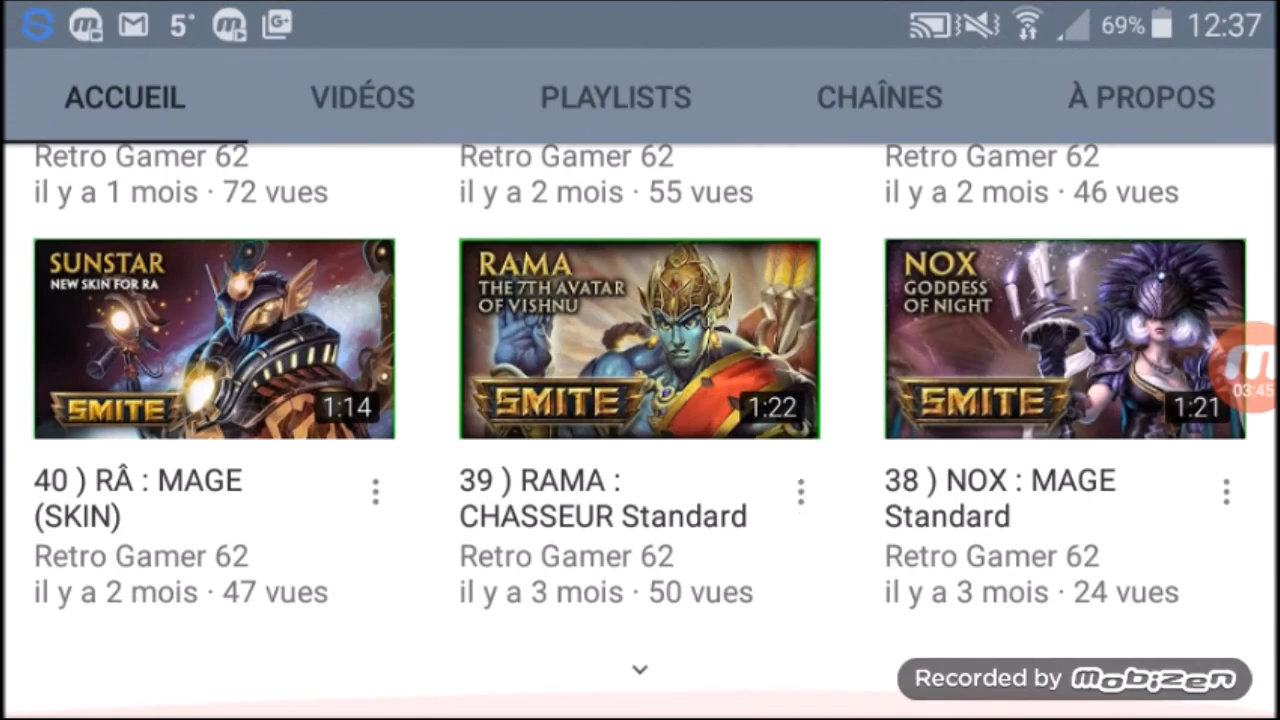 5°
69% 12:37
ACCUEIL VIDÉOS PLAYLISTS CHAÎNES À PROPOS
Retro Gamer 62
il y a 1 mois · 72 vues
Retro Gamer 62
il y a 2 mois · 55 vues
Retro Gamer 62
il y a 2 mois · 46 vues
SUNSTAR
NEW SKIN FOR RA
SMITE
1:14
RAMA
THE 7TH AVATAR
OF VISHNU
SMITE
1:22
NOX
GODDESS
OF NIGHT
SMITE
1:21
03:45
40 ) RÂ : MAGE
(SKIN)
Retro Gamer 62
il y a 2 mois · 47 vues
39 ) RAMA :
CHASSEUR Standard
Retro Gamer 62
il y a 3 mois · 50 vues
38 ) NOX : MAGE
Standard
Retro Gamer 62
il y a 3 mois · 24 vues
Recorded by mobizen